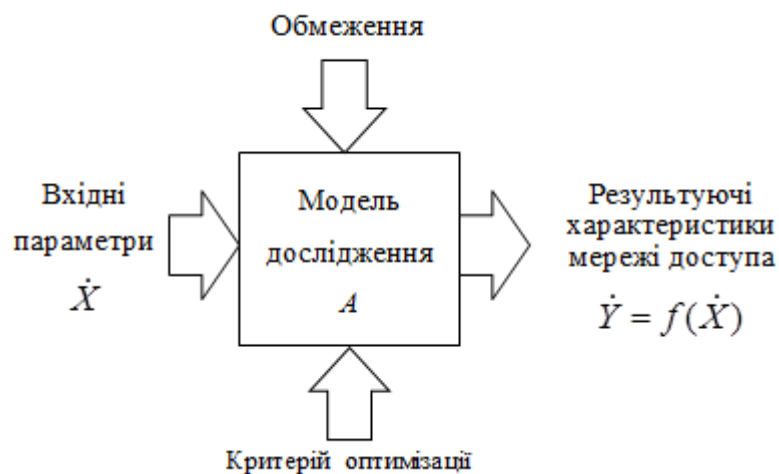 Обмеження
Вхідні
параметри
Ẋ
Модель
дослідження
A
Результуючі
характеристики
мережі доступа
Ẏ = f(Ẋ)
Критерій оптимізації